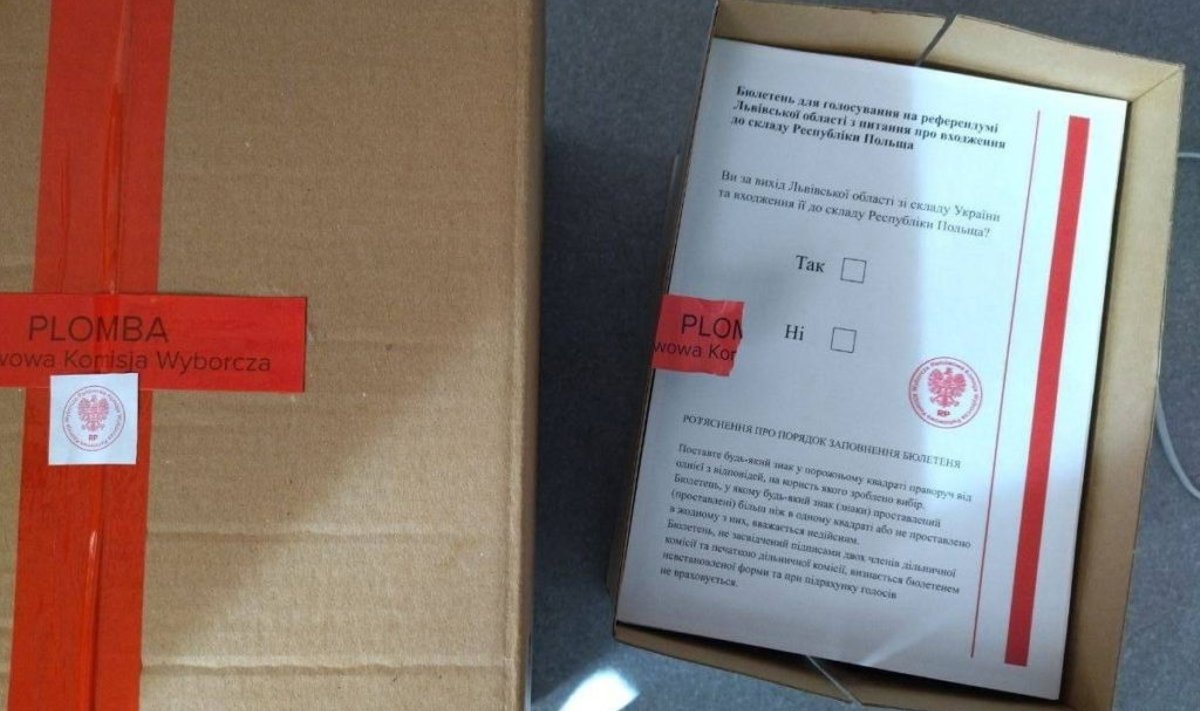 PLOMBA
wowa Komisja Wyborcza
RP
Бюлетень для голосування на референдумі
Львівської області з питання про входження
до складу Республіки Польща
Ви за вихід Львівської області зі складу України
та входження її до складу Республіки Польща?
Так
Ні
PLOM
wowa Kor
RP
РОЗ'ЯСНЕННЯ ПРО ПОРЯДОК ЗАПОВНЕННЯ БЮЛЕТЕНЯ
Поставте будь-який знак у порожньому квадраті праворуч від
однієї з відповідей, на користь якого зроблено вибір.
Бюлетень, у якому будь-який знак (знаки) проставлений
(проставлені) більш ніж в одному квадраті або не проставлено
в жодному з них, вважається недійсним.
Бюлетень, не засвідчений підписами двох членів дільничної
комісії та печаткою дільничної комісії, визнається бюлетенем
невстановленої форми та при підрахунку голосів
не враховується.